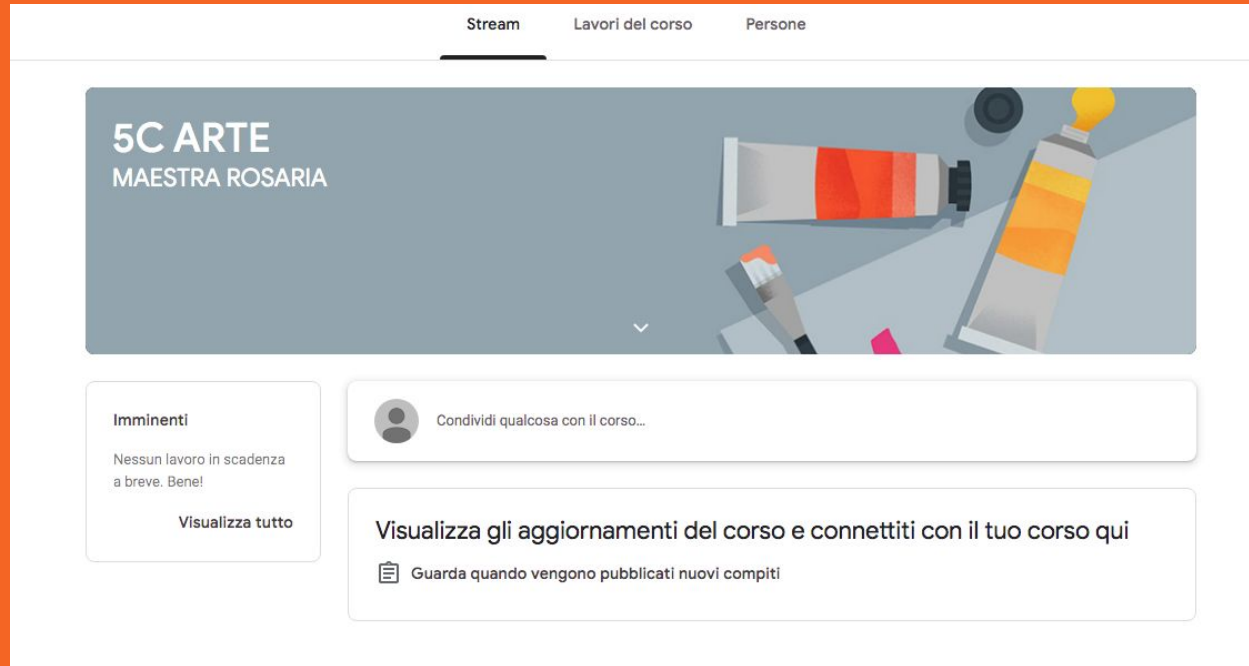 Stream Lavori del corso Persone
5C ARTE
MAESTRA ROSARIA
Imminenti
Nessun lavoro in scadenza
a breve. Bene!
Visualizza tutto
Condividi qualcosa con il corso...
Visualizza gli aggiornamenti del corso e connettiti con il tuo corso qui
Guarda quando vengono pubblicati nuovi compiti